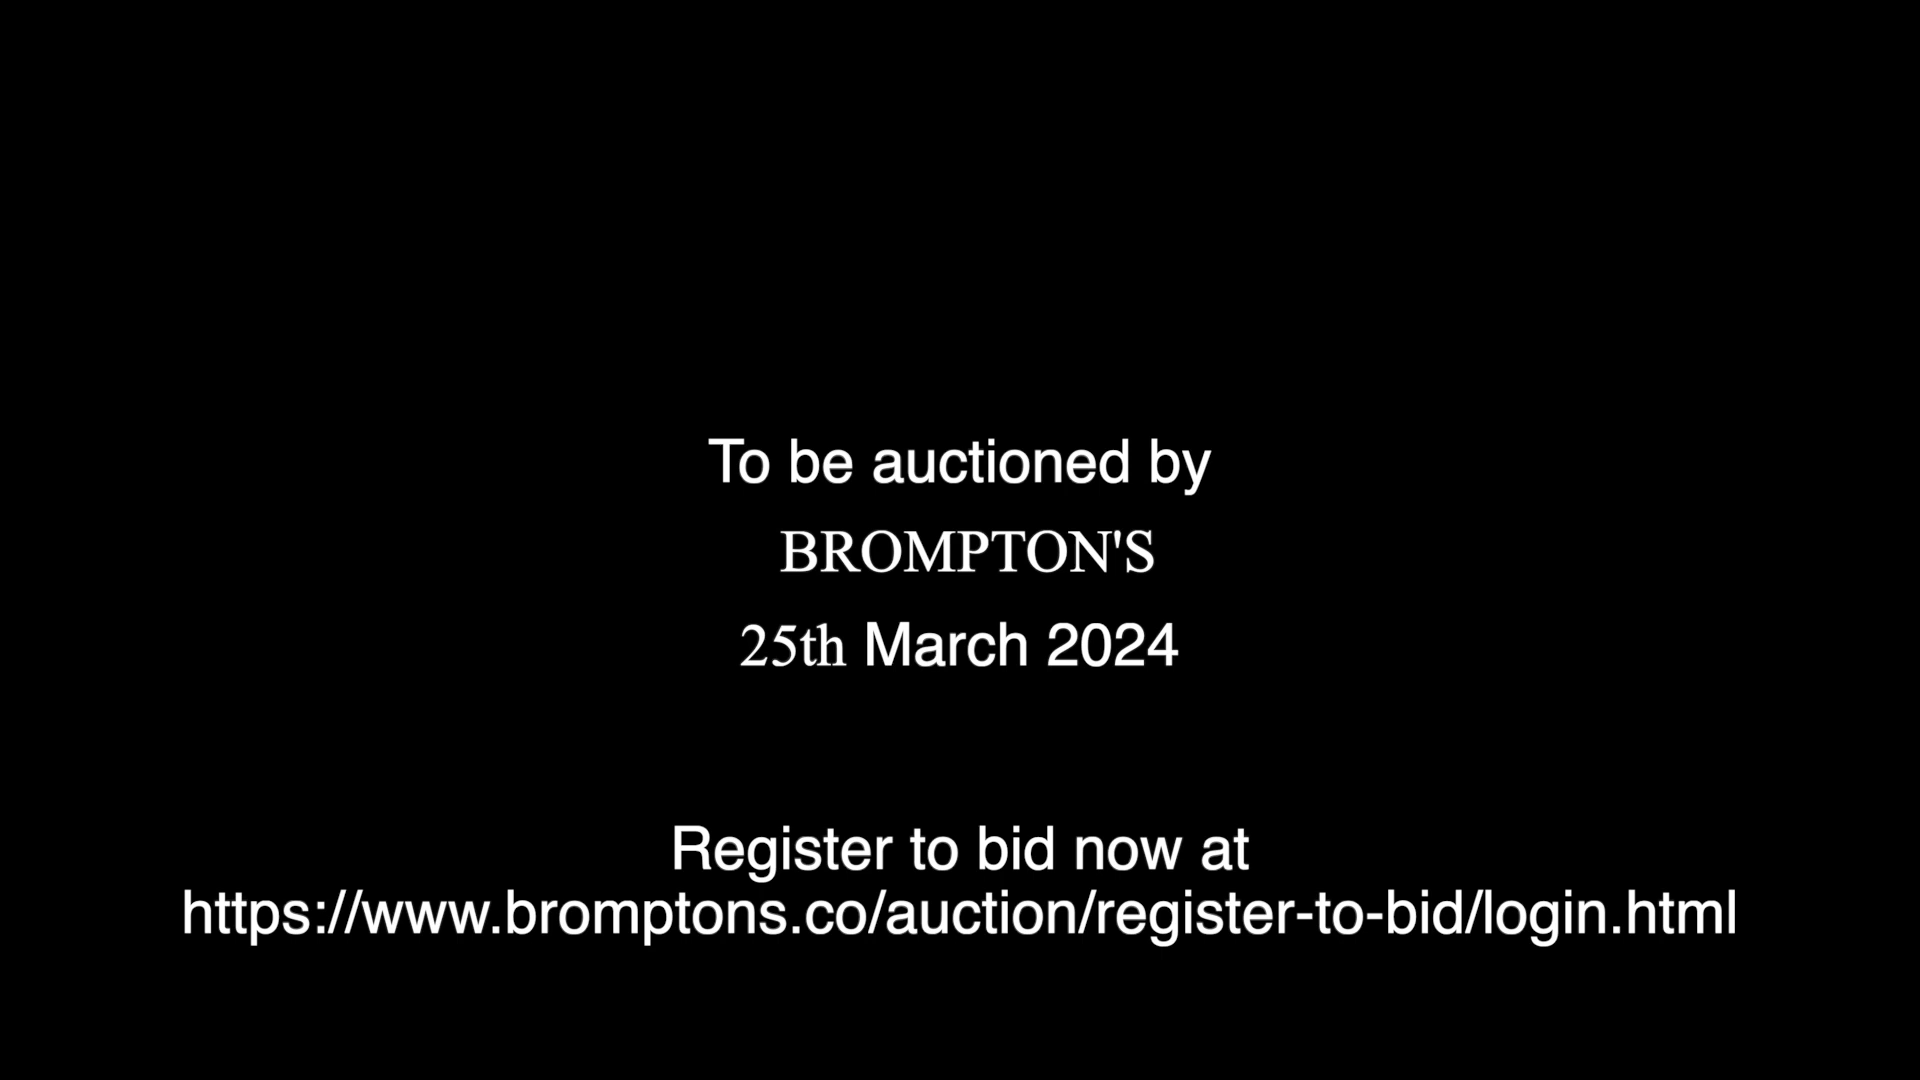 To be auctioned by
BROMPTON'S
25th March 2024
Register to bid now at
https://www.bromptons.co/auction/register-to-bid/login.html